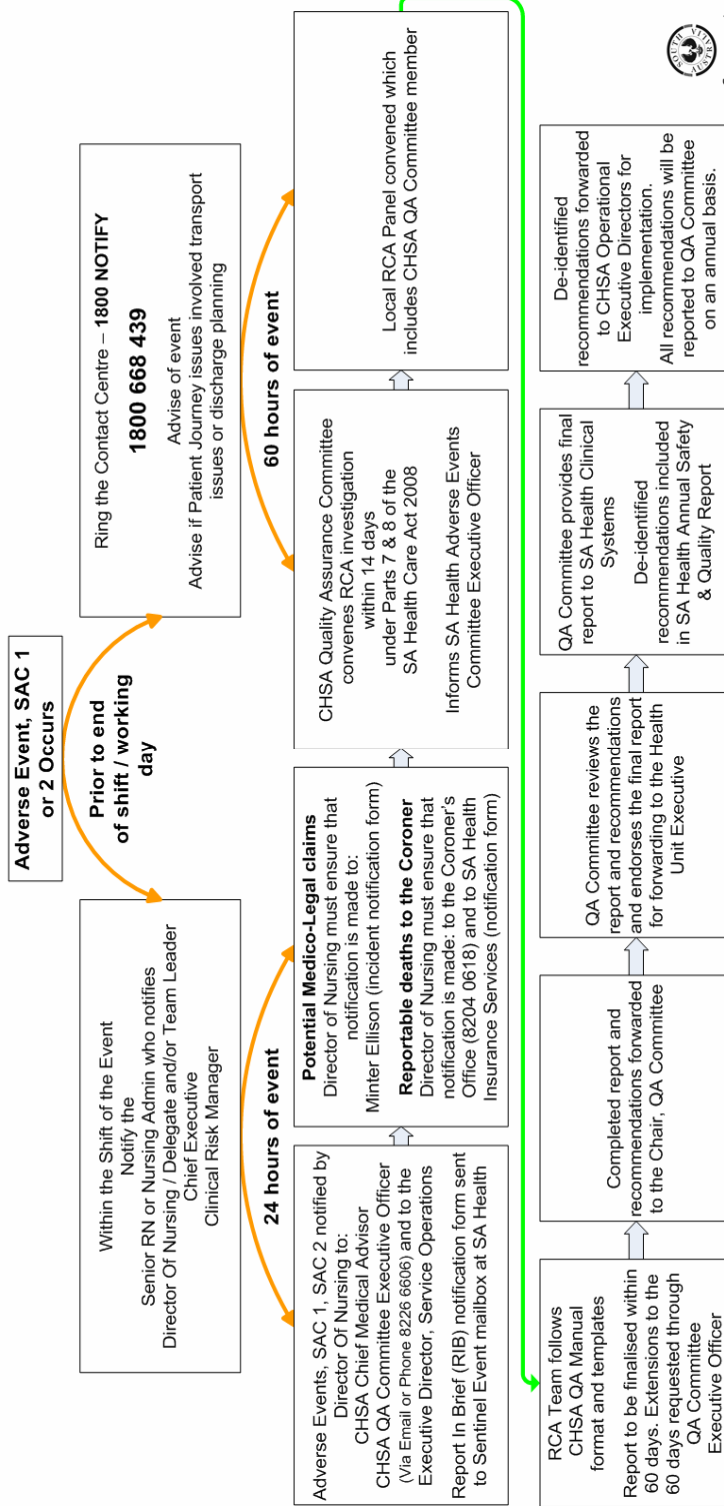 Adverse Event, SAC 1
or 2 Occurs
Prior to end
of shift / working
day
Within the Shift of the Event
Notify the
Senior RN or Nursing Admin who notifies
Director Of Nursing / Delegate and/or Team Leader
Chief Executive
Clinical Risk Manager
Ring the Contact Centre – 1800 NOTIFY
1800 668 439
Advise of event
Advise if Patient Journey issues involved transport
issues or discharge planning
24 hours of event
60 hours of event
Adverse Events, SAC 1, SAC 2 notified by
Director Of Nursing to:
CHSA Chief Medical Advisor
CHSA QA Committee Executive Officer
(Via Email or Phone 8226 6606) and to the
Executive Director, Service Operations
Report In Brief (RIB) notification form sent
to Sentinel Event mailbox at SA Health
Potential Medico-Legal claims
Director of Nursing must ensure that
notification is made to:
Minter Ellison (incident notification form)
Reportable deaths to the Coroner
Director of Nursing must ensure that
notification is made: to the Coroner's
Office (8204 0618) and to SA Health
Insurance Services (notification form)
CHSA Quality Assurance Committee
convenes RCA investigation
within 14 days
under Parts 7 & 8 of the
SA Health Care Act 2008
Informs SA Health Adverse Events
Committee Executive Officer
Local RCA Panel convened which
includes CHSA QA Committee member
RCA Team follows
CHSA QA Manual
format and templates
Report to be finalised within
60 days. Extensions to the
60 days requested through
QA Committee
Executive Officer
Completed report and
recommendations forwarded
to the Chair, QA Committee
QA Committee reviews the
report and recommendations
and endorses the final report
for forwarding to the Health
Unit Executive
QA Committee provides final
report to SA Health Clinical
Systems
De-identified
recommendations included
in SA Health Annual Safety
& Quality Report
De-identified
recommendations forwarded
to CHSA Operational
Executive Directors for
implementation.
All recommendations will be
reported to QA Committee
on an annual basis.
SOUTH
AUSTRALIA